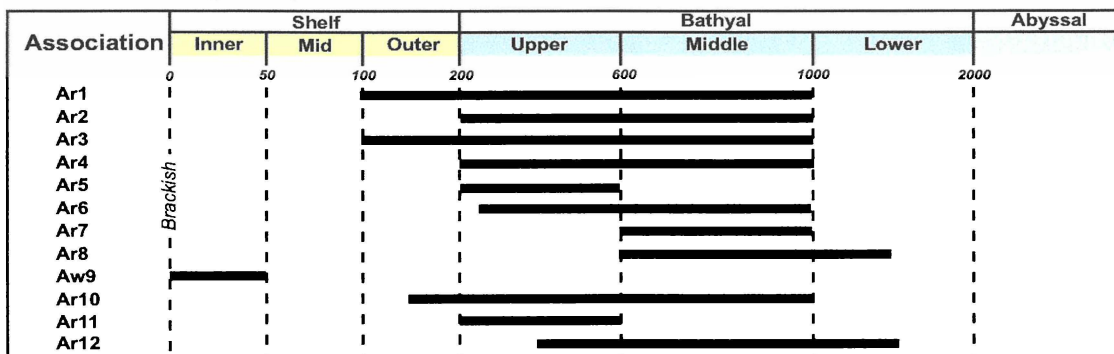 Shelf Bathyal Abyssal
Association Inner Mid Outer Upper Middle Lower
0 50 100 200 600 1000 2000
Ar1
Ar2
Ar3
Ar4
Ar5
Ar6
Ar7
Ar8
Aw9
Ar10
Ar11
Ar12
Brackish